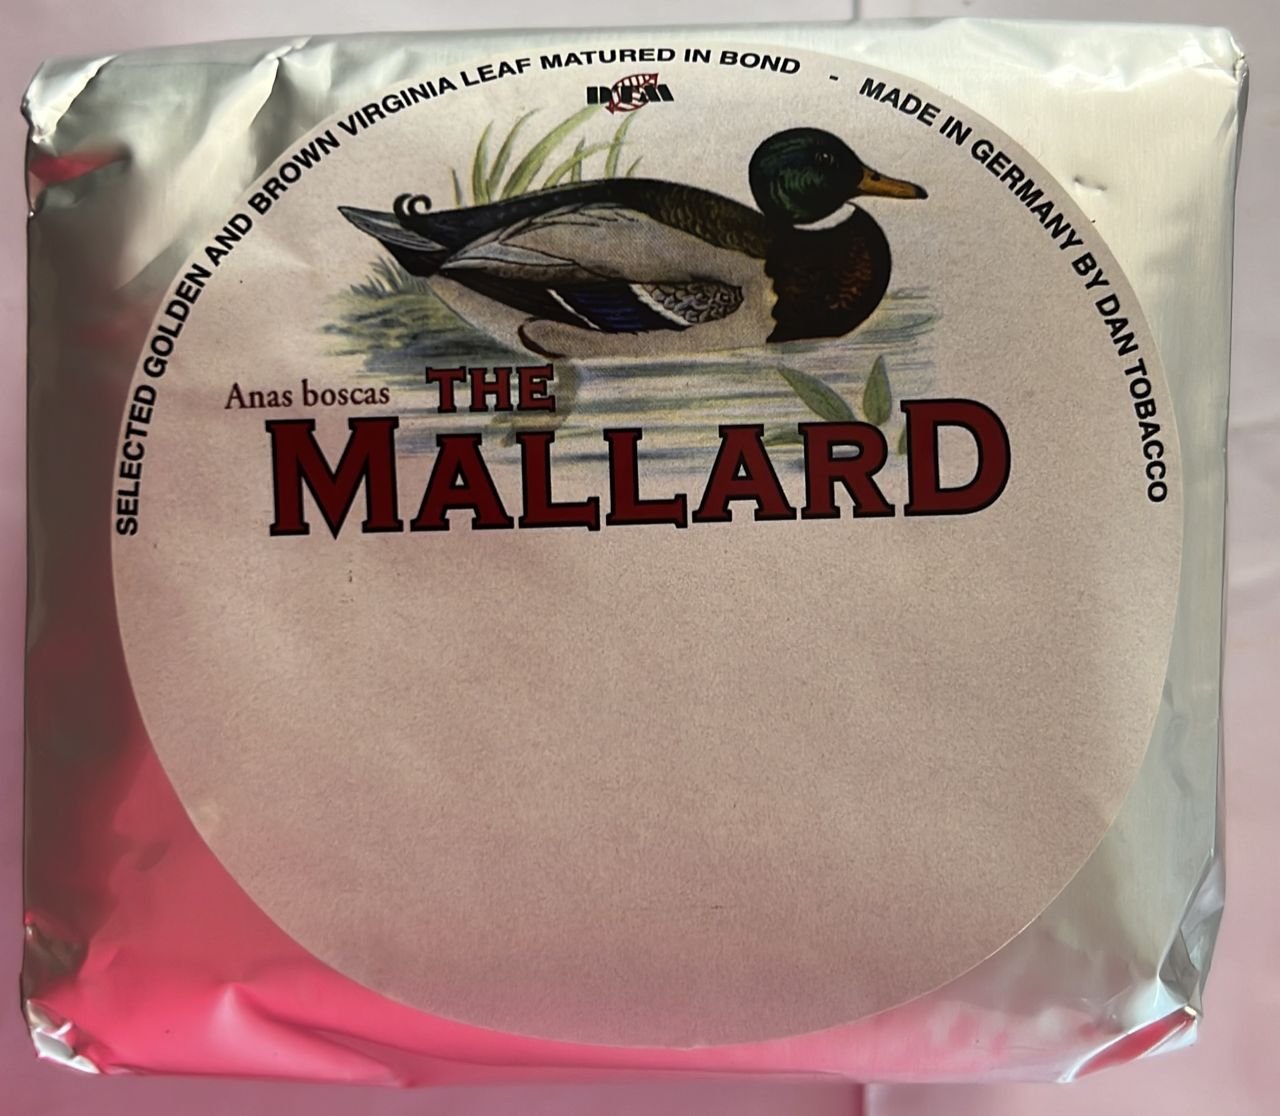 SELECTED GOLDEN AND BROWN VIRGINIA LEAF MATURED IN BOND - MADE IN GERMANY BY DAN TOBACCO
Anas boscas
THE
MALLARD